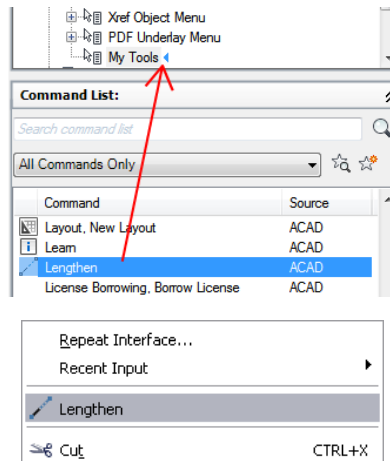 Xref Object Menu
PDF Underlay Menu
My Tools
Command List:
Search command list
All Commands Only
Command Source
Layout, New Layout ACAD
Learn ACAD
Lengthen ACAD
License Borrowing, Borrow License ACAD
Repeat Interface...
Recent Input
Lengthen
Cut CTRL+X